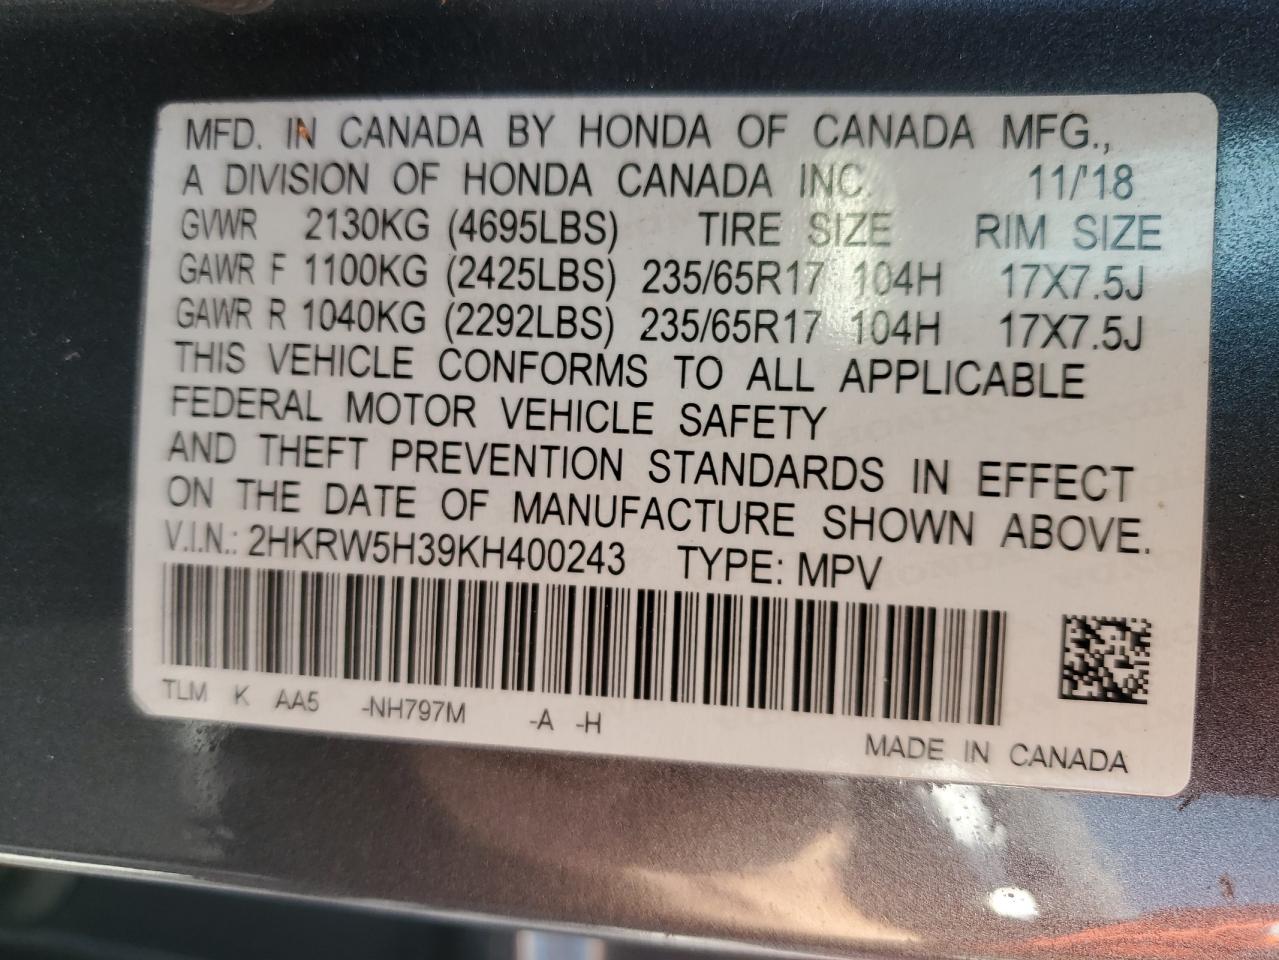 MFD. IN CANADA BY HONDA OF CANADA MFG.,
A DIVISION OF HONDA CANADA INC. 11/'18
GVWR 2130KG (4695LBS) TIRE SIZE RIM SIZE
GAWR F 1100KG (2425LBS) 235/65R17 104H 17X7.5J
GAWR R 1040KG (2292LBS) 235/65R17 104H 17X7.5J
THIS VEHICLE CONFORMS TO ALL APPLICABLE
FEDERAL MOTOR VEHICLE SAFETY
AND THEFT PREVENTION STANDARDS IN EFFECT
ON THE DATE OF MANUFACTURE SHOWN ABOVE.
V.I.N.: 2HKRW5H39KH400243 TYPE: MPV
TLM K AA5 -NH797M -A -H
MADE IN CANADA